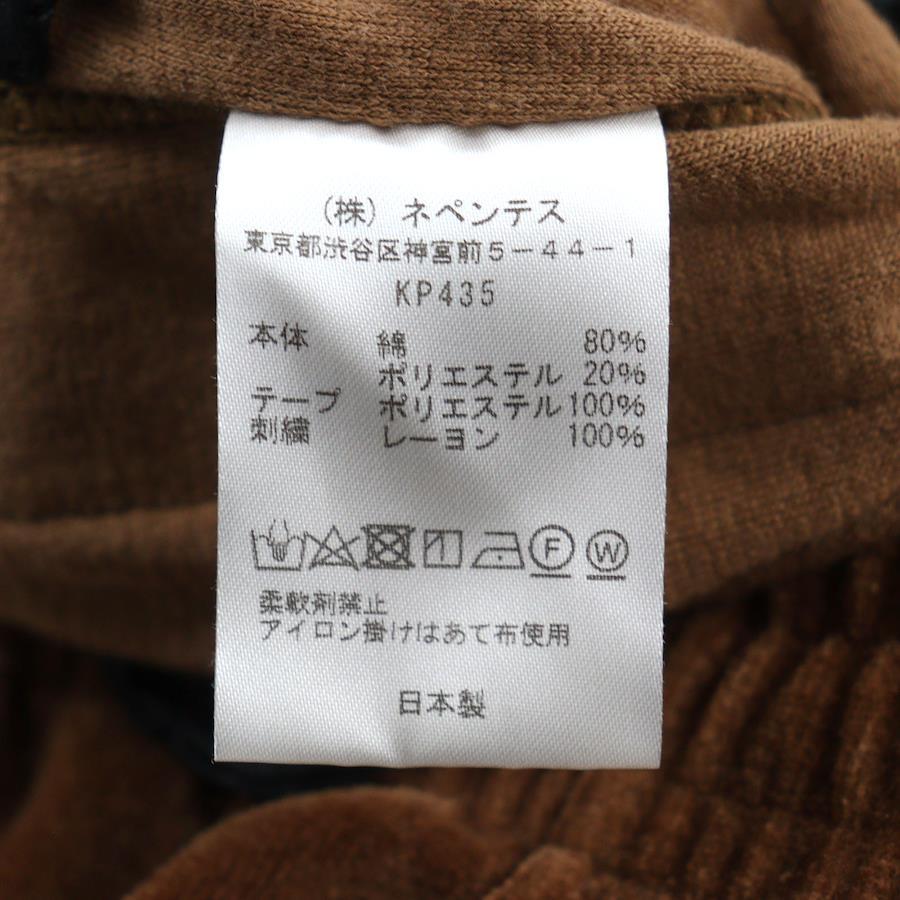 (株) ネペンテス
東京都渋谷区神宮前5-44-1
KP435
本体 綿 80%
ポリエステル 20%
テープ ポリエステル 100%
刺繍 レーヨン 100%
F W
柔軟剤禁止
アイロン掛けはあて布使用
日本製